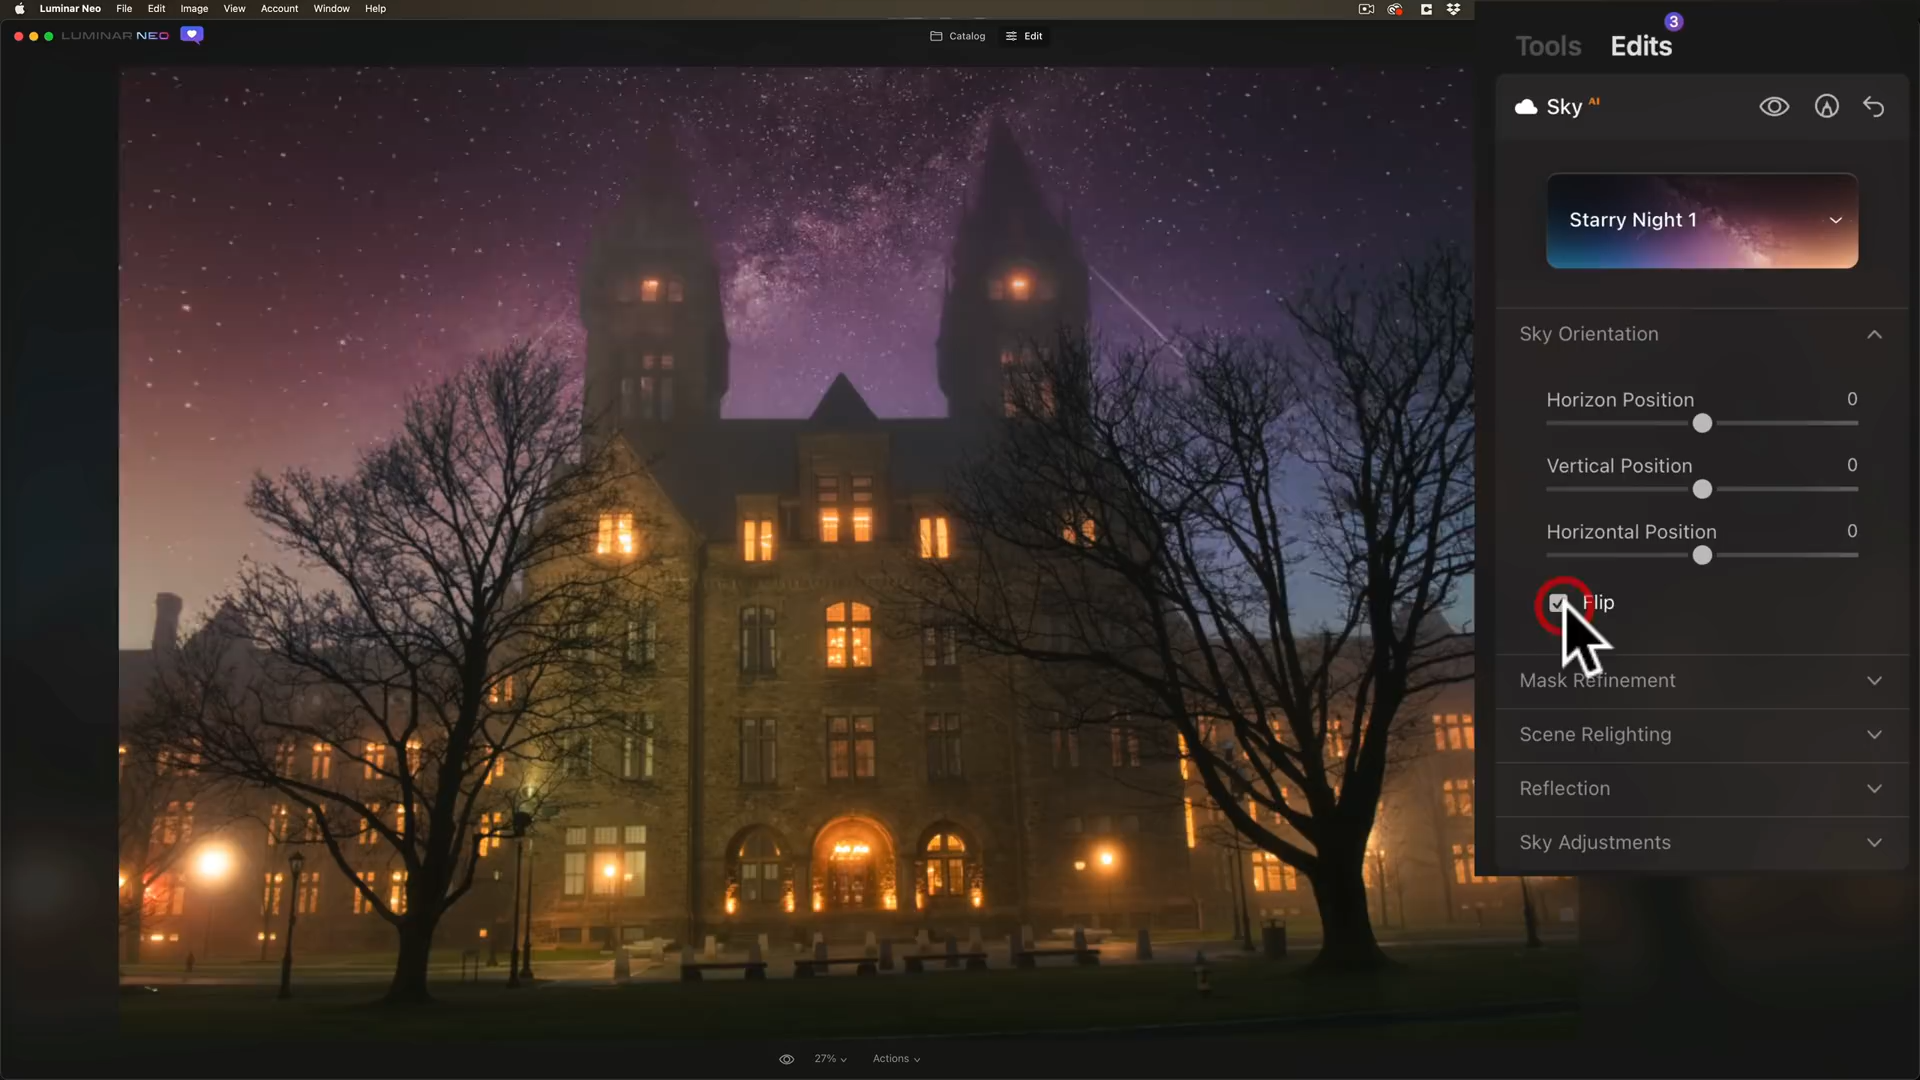 Luminar Neo File Edit Image View Account Window Help
LUMINAR NEO
Catalog Edit
3
Tools Edits
Sky AI
Starry Night 1
Sky Orientation
Horizon Position 0
Vertical Position 0
Horizontal Position 0
Flip
Mask Refinement
Scene Relighting
Reflection
Sky Adjustments
27% Actions